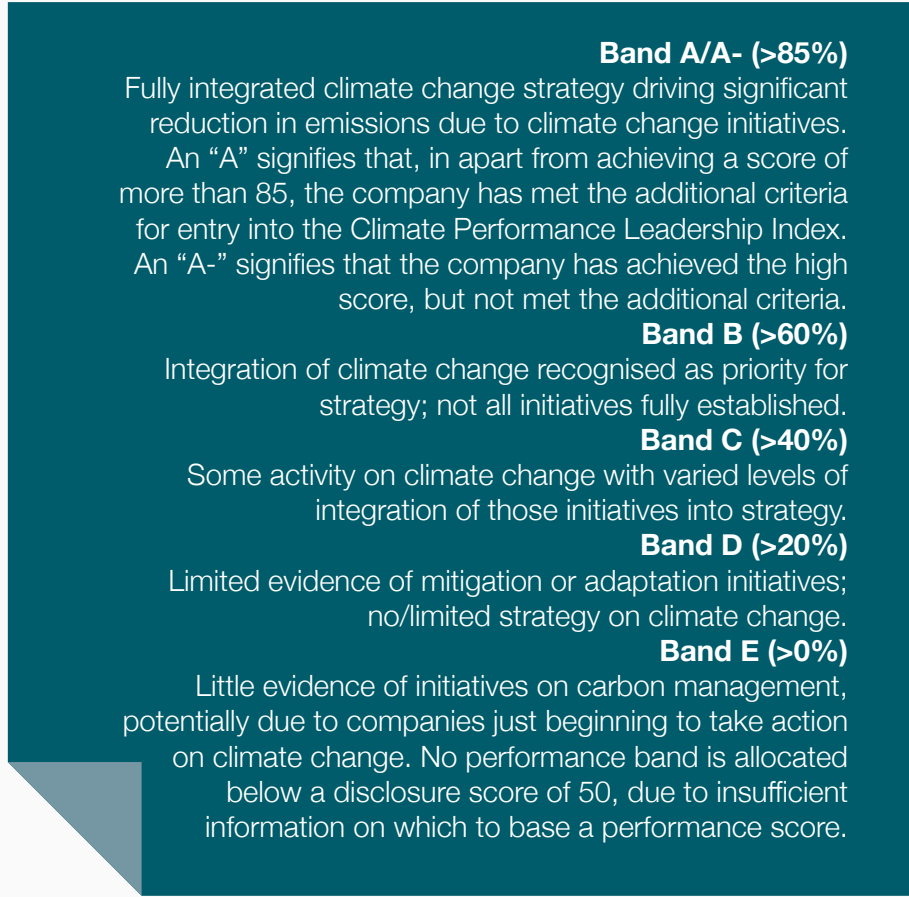 Band A/A- (>85%)
Fully integrated climate change strategy driving significant
reduction in emissions due to climate change initiatives.
An “A” signifies that, in apart from achieving a score of
more than 85, the company has met the additional criteria
for entry into the Climate Performance Leadership Index.
An “A-” signifies that the company has achieved the high
score, but not met the additional criteria.
Band B (>60%)
Integration of climate change recognised as priority for
strategy; not all initiatives fully established.
Band C (>40%)
Some activity on climate change with varied levels of
integration of those initiatives into strategy.
Band D (>20%)
Limited evidence of mitigation or adaptation initiatives;
no/limited strategy on climate change.
Band E (>0%)
Little evidence of initiatives on carbon management,
potentially due to companies just beginning to take action
on climate change. No performance band is allocated
below a disclosure score of 50, due to insufficient
information on which to base a performance score.